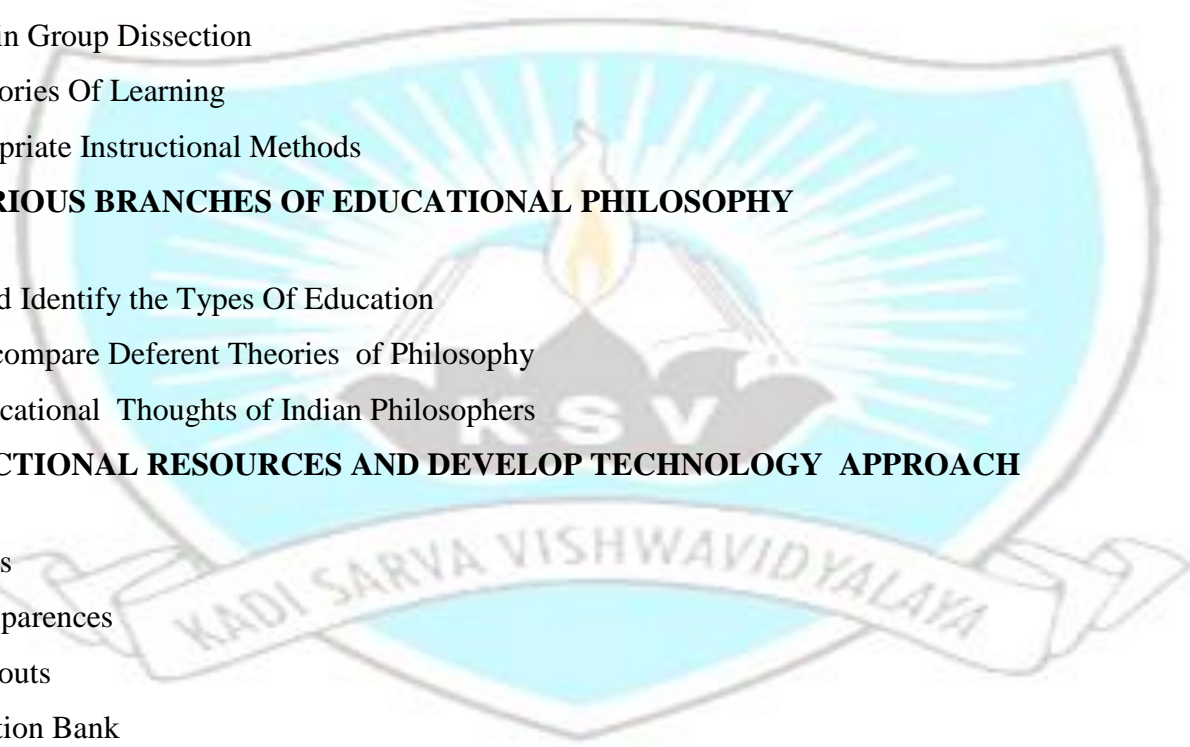 in Group Dissection
ories Of Learning
priate Instructional Methods
RIOUS BRANCHES OF EDUCATIONAL PHILOSOPHY
d Identify the Types Of Education
compare Deferent Theories of Philosophy
cational Thoughts of Indian Philosophers
KSV
CTIONAL RESOURCES AND DEVELOP TECHNOLOGY APPROACH
KADI SARVA VISHWAVIDYALAYA
s
parences
outs
tion Bank